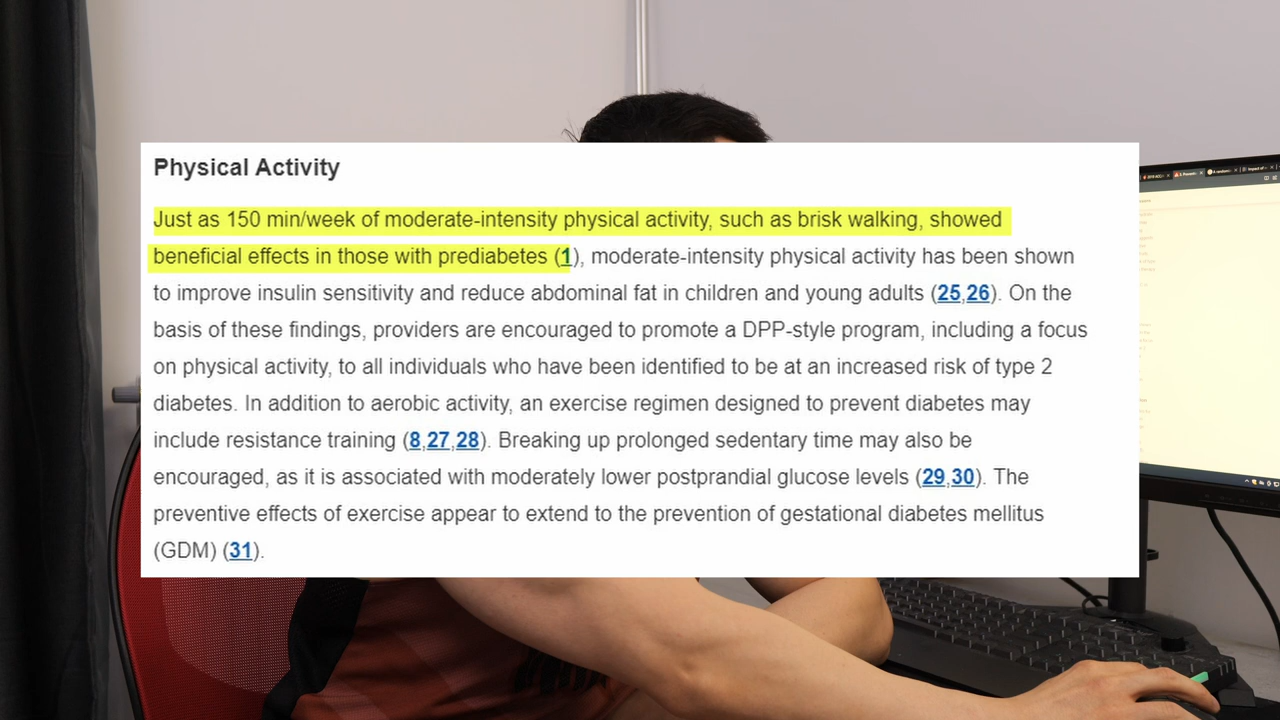 Physical Activity
Just as 150 min/week of moderate-intensity physical activity, such as brisk walking, showed
beneficial effects in those with prediabetes (1), moderate-intensity physical activity has been shown
to improve insulin sensitivity and reduce abdominal fat in children and young adults (25,26). On the
basis of these findings, providers are encouraged to promote a DPP-style program, including a focus
on physical activity, to all individuals who have been identified to be at an increased risk of type 2
diabetes. In addition to aerobic activity, an exercise regimen designed to prevent diabetes may
include resistance training (8,27,28). Breaking up prolonged sedentary time may also be
encouraged, as it is associated with moderately lower postprandial glucose levels (29,30). The
preventive effects of exercise appear to extend to the prevention of gestational diabetes mellitus
(GDM) (31).